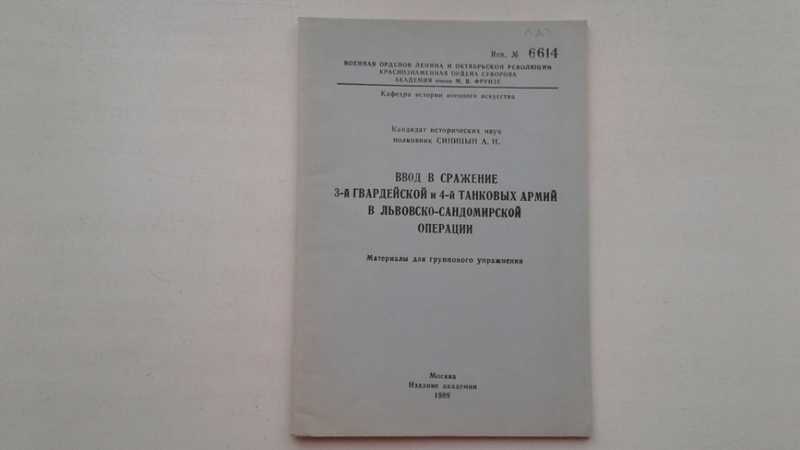 Инв. № 6614
ВОЕННАЯ ОРДЕНОВ ЛЕНИНА И ОКТЯБРЬСКОЙ РЕВОЛЮЦИИ
КРАСНОЗНАМЕННАЯ ОРДЕНА СУВОРОВА
АКАДЕМИЯ имени М. В. ФРУНЗЕ
Кафедра истории военного искусства
Кандидат исторических наук
полковник СИНИЦЫН А. Н.
ВВОД В СРАЖЕНИЕ
3-й ГВАРДЕЙСКОЙ и 4-й ТАНКОВЫХ АРМИЙ
В ЛЬВОВСКО-САНДОМИРСКОЙ
ОПЕРАЦИИ
Материалы для группового упражнения
Москва
Издание академии